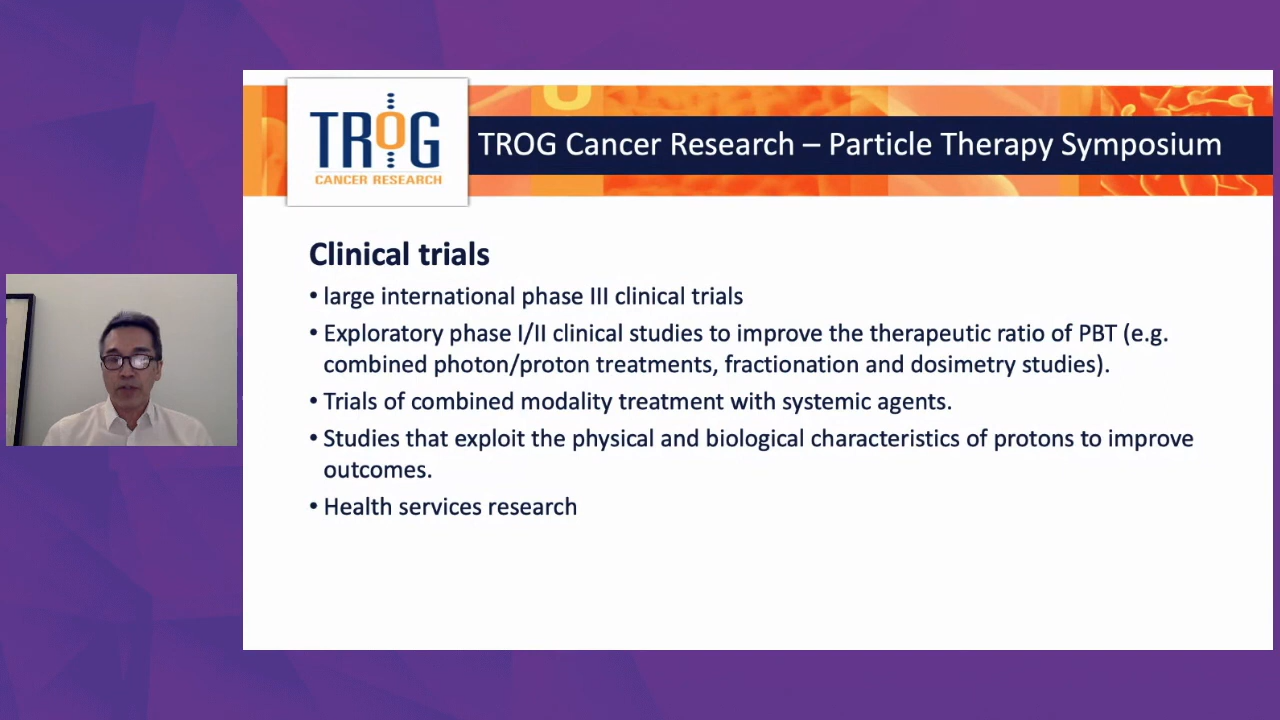 TROG
CANCER RESEARCH
TROG Cancer Research – Particle Therapy Symposium
Clinical trials
• large international phase III clinical trials
• Exploratory phase I/II clinical studies to improve the therapeutic ratio of PBT (e.g.
combined photon/proton treatments, fractionation and dosimetry studies).
• Trials of combined modality treatment with systemic agents.
• Studies that exploit the physical and biological characteristics of protons to improve
outcomes.
• Health services research